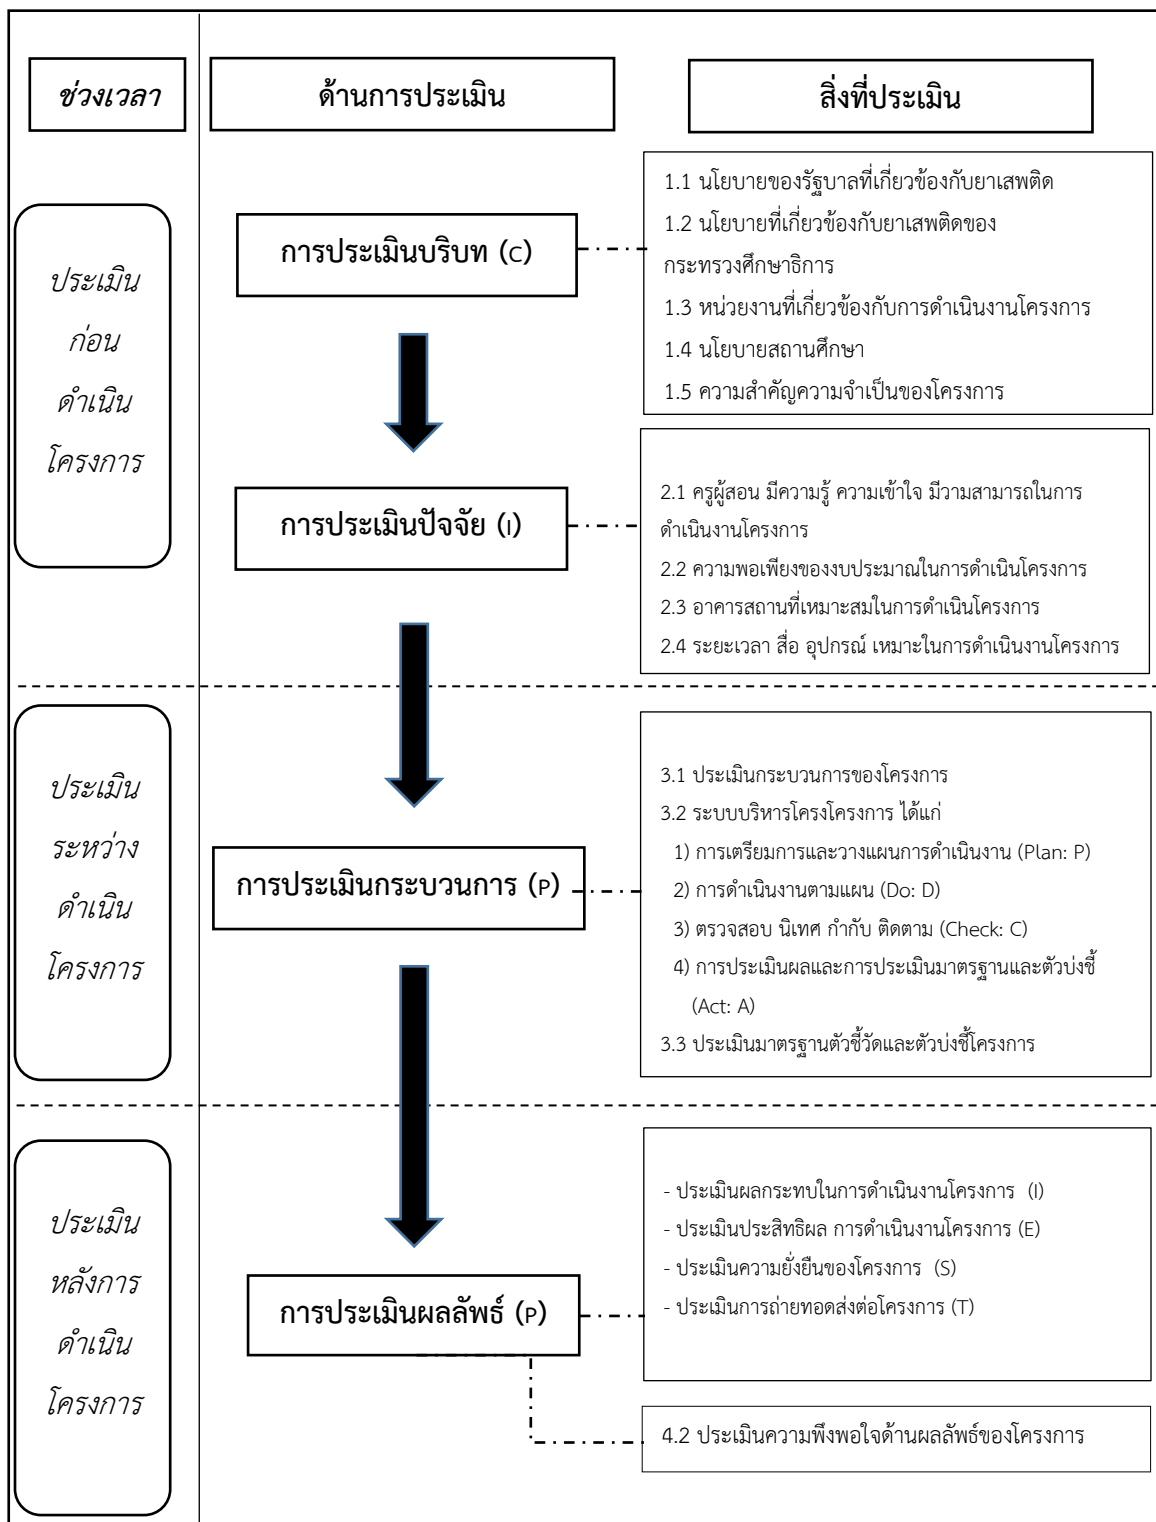 ช่วงเวลา
ด้านการประเมิน
สิ่งที่ประเมิน
ประเมิน
ก่อน
ดำเนิน
โครงการ
การประเมินบริบท (C)
1.1 นโยบายของรัฐบาลที่เกี่ยวข้องกับยาเสพติด
1.2 นโยบายที่เกี่ยวข้องกับยาเสพติดของ
กระทรวงศึกษาธิการ
1.3 หน่วยงานที่เกี่ยวข้องกับการดำเนินงานโครงการ
1.4 นโยบายสถานศึกษา
1.5 ความสำคัญความจำเป็นของโครงการ
การประเมินปัจจัย (I)
2.1 ครูผู้สอน มีความรู้ ความเข้าใจ มีวามสามารถในการ
ดำเนินงานโครงการ
2.2 ความพอเพียงของงบประมาณในการดำเนินโครงการ
2.3 อาคารสถานที่เหมาะสมในการดำเนินโครงการ
2.4 ระยะเวลา สื่อ อุปกรณ์ เหมาะในการดำเนินงานโครงการ
ประเมิน
ระหว่าง
ดำเนิน
โครงการ
การประเมินกระบวนการ (P)
3.1 ประเมินกระบวนการของโครงการ
3.2 ระบบบริหารโครงโครงการ ได้แก่
1) การเตรียมการและวางแผนการดำเนินงาน (Plan: P)
2) การดำเนินงานตามแผน (Do: D)
3) ตรวจสอบ นิเทศ กำกับ ติดตาม (Check: C)
4) การประเมินผลและการประเมินมาตรฐานและตัวบ่งชี้
(Act: A)
3.3 ประเมินมาตรฐานตัวชี้วัดและตัวบ่งชี้โครงการ
ประเมิน
หลังการ
ดำเนิน
โครงการ
การประเมินผลลัพธ์ (P)
- ประเมินผลกระทบในการดำเนินงานโครงการ (I)
- ประเมินประสิทธิผล การดำเนินงานโครงการ (E)
- ประเมินความยั่งยืนของโครงการ (S)
- ประเมินการถ่ายทอดส่งต่อโครงการ (T)
4.2 ประเมินความพึงพอใจด้านผลลัพธ์ของโครงการ